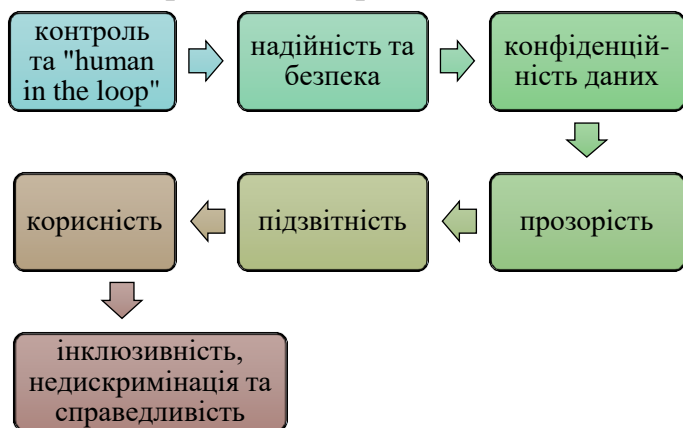 контроль
та "human
in the loop"
надійність та
безпека
конфіденцій-
ність даних
прозорість
підзвітність
корисність
інклюзивність,
недискримінація та
справедливість